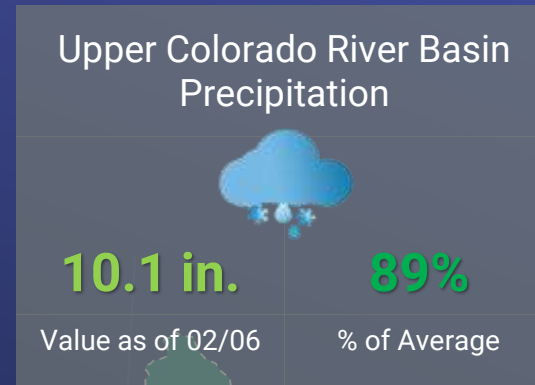 Upper Colorado River Basin
Precipitation
10.1 in.
89%
Value as of 02/06
% of Average